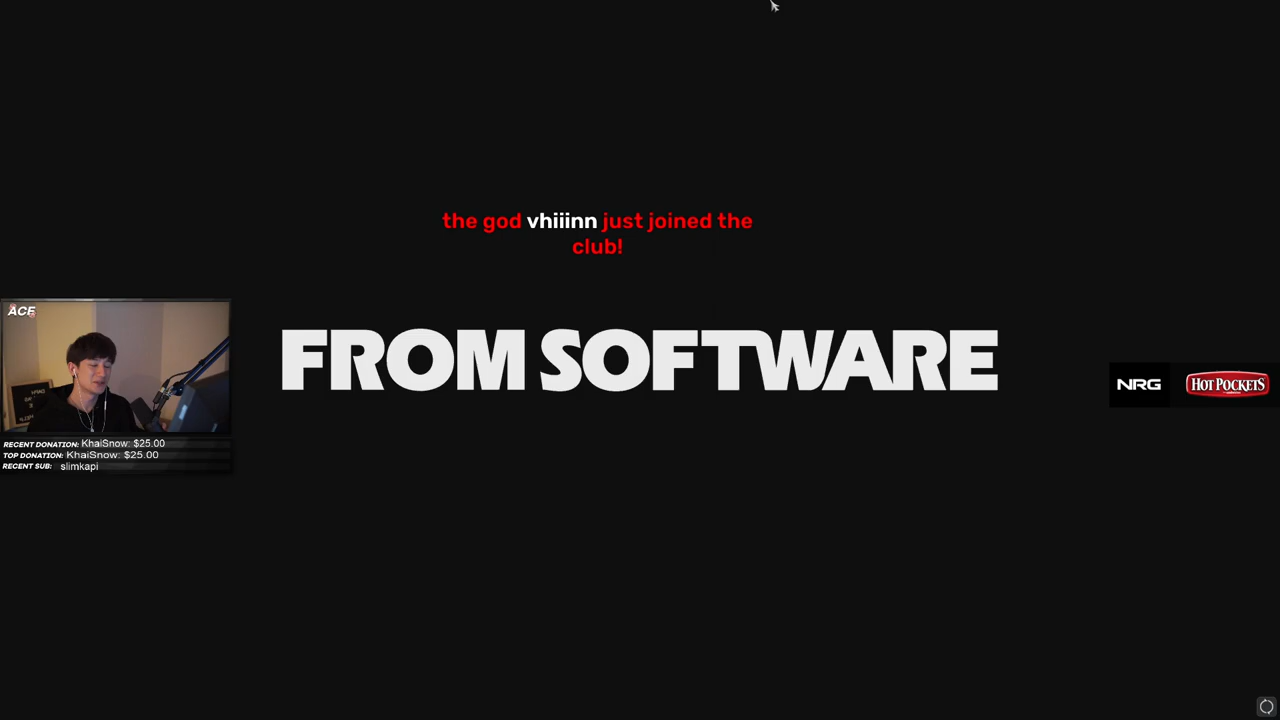 the god vhiiinn just joined the
club!
FROM SOFTWARE
ACE
NRG
HOT POCKETS
RECENT DONATION: KhaiSnow: $25.00
TOP DONATION: KhaiSnow: $25.00
RECENT SUB: slimkapi